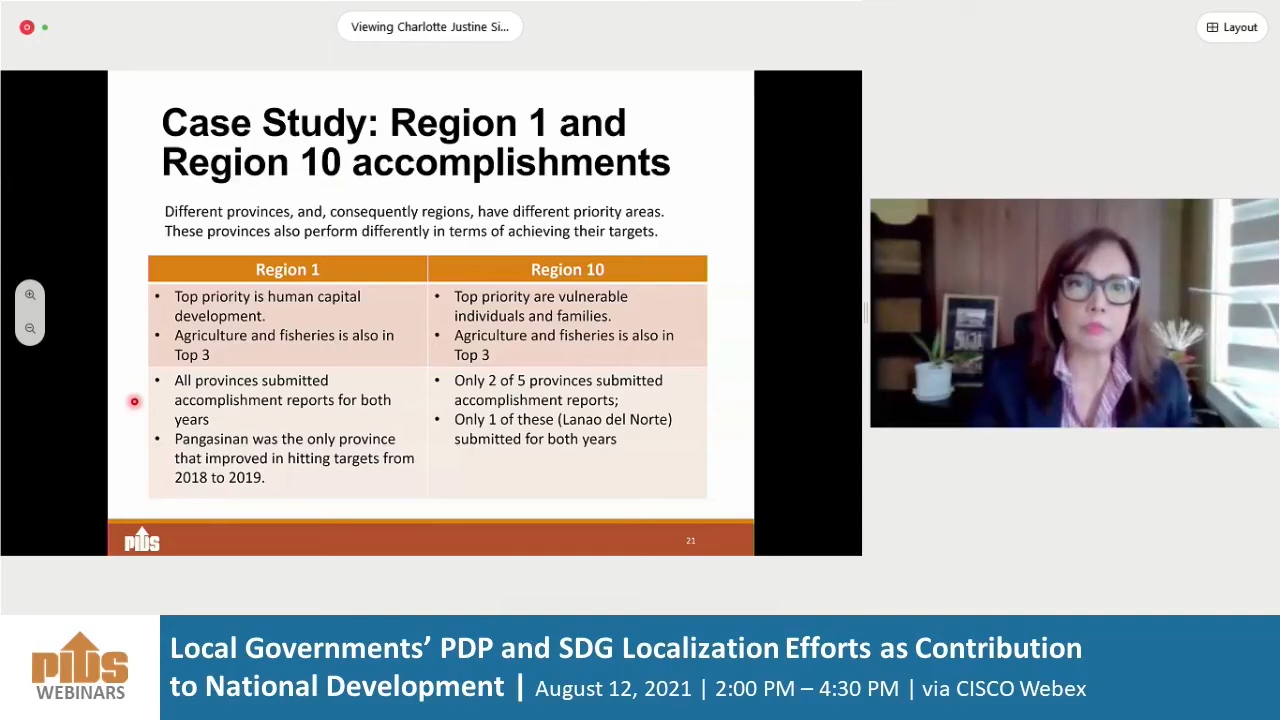 Viewing Charlotte Justine Si...
Layout
Case Study: Region 1 and
Region 10 accomplishments
Different provinces, and, consequently regions, have different priority areas.
These provinces also perform differently in terms of achieving their targets.
Region 1
• Top priority is human capital
development.
• Agriculture and fisheries is also in
Top 3
• All provinces submitted
accomplishment reports for both
years
• Pangasinan was the only province
that improved in hitting targets from
2018 to 2019.
Region 10
• Top priority are vulnerable
individuals and families.
• Agriculture and fisheries is also in
Top 3
• Only 2 of 5 provinces submitted
accomplishment reports;
• Only 1 of these (Lanao del Norte)
submitted for both years
PIDS
21
PIDS
WEBINARS
Local Governments’ PDP and SDG Localization Efforts as Contribution
to National Development | August 12, 2021 | 2:00 PM – 4:30 PM | via CISCO Webex